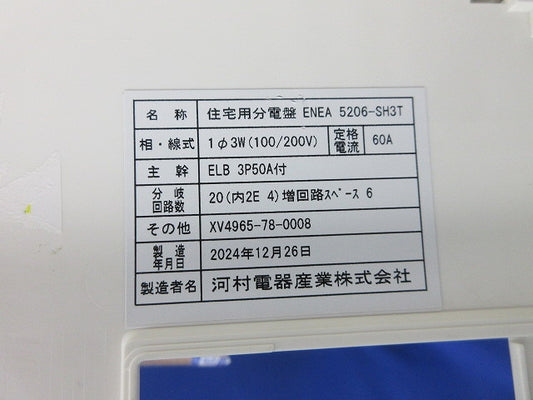 名称 住宅用分電盤 ENEA 5206-SH3T
相・線式 1φ3W(100/200V) 定格電流 60A
主幹 ELB 3P50A付
分岐回路数 20(内2E 4)増回路ｽﾍﾟｰｽ 6
その他 XV4965-78-0008
製造年月日 2024年12月26日
製造者名 河村電器産業株式会社